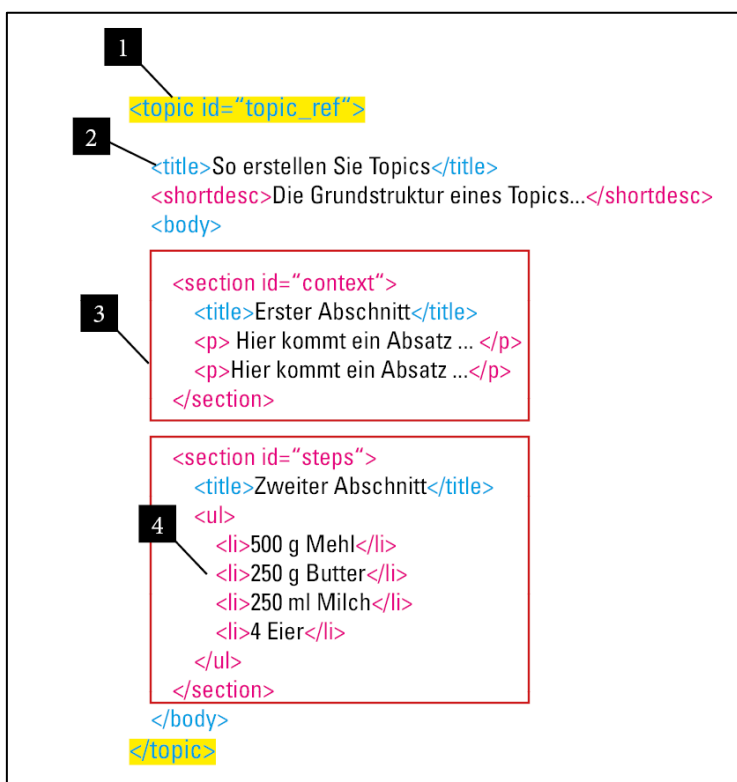 1
<topic id="topic_ref“>
2
<title>So erstellen Sie Topics</title>
<shortdesc>Die Grundstruktur eines Topics...</shortdesc>
<body>
<section id=“context“>
3
<title>Erster Abschnitt</title>
<p> Hier kommt ein Absatz ... </p>
<p>Hier kommt ein Absatz ...</p>
</section>
<section id=“steps“>
<title>Zweiter Abschnitt</title>
<ul>
4
<li>500 g Mehl</li>
<li>250 g Butter</li>
<li>250 ml Milch</li>
<li>4 Eier</li>
</ul>
</section>
</body>
</topic>